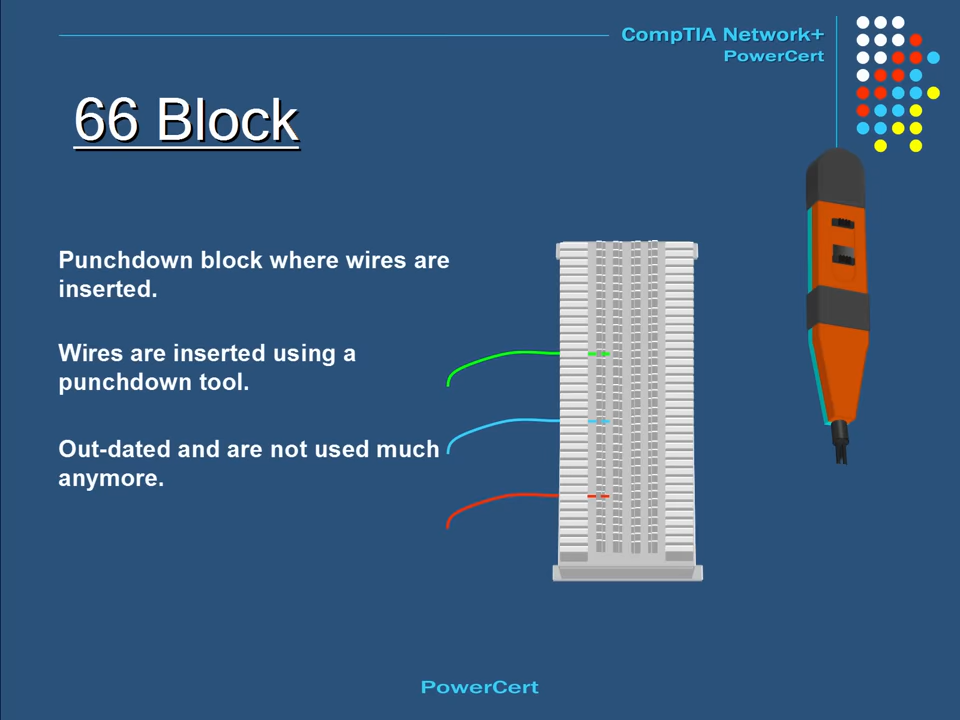 CompTIA Network+
PowerCert
66 Block
Punchdown block where wires are
inserted.
Wires are inserted using a
punchdown tool.
Out-dated and are not used much
anymore.
PowerCert